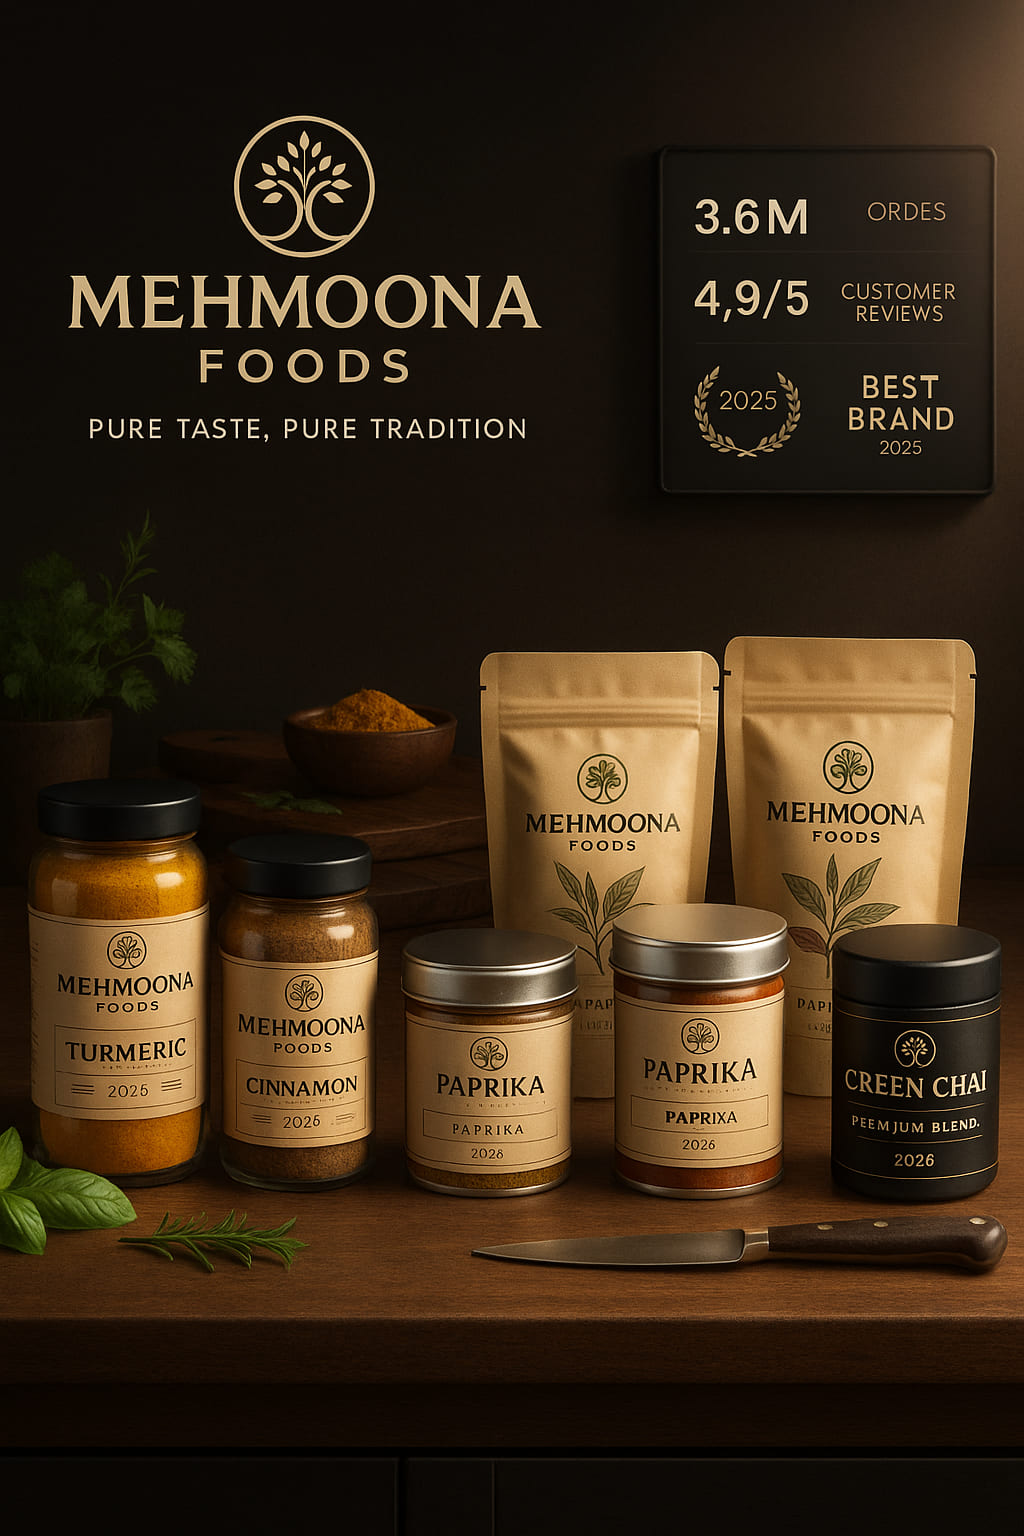 MEHMOONA
FOODS
PURE TASTE, PURE TRADITION
3.6M ORDES
4,9/5 CUSTOMER
REVIEWS
2025
BEST
BRAND
2025
MEHMOONA
FOODS
MEHMOONA
FOODS
MEHMOONA
FOODS
TURMERIC
2025
MEHMOONA
POODS
CINNAMON
2026
PAPRIKA
PAPRIKA
2028
PAPRIKA
PAPRIXA
2026
CREEN CHAI
PEEMJUM BLEND.
2026